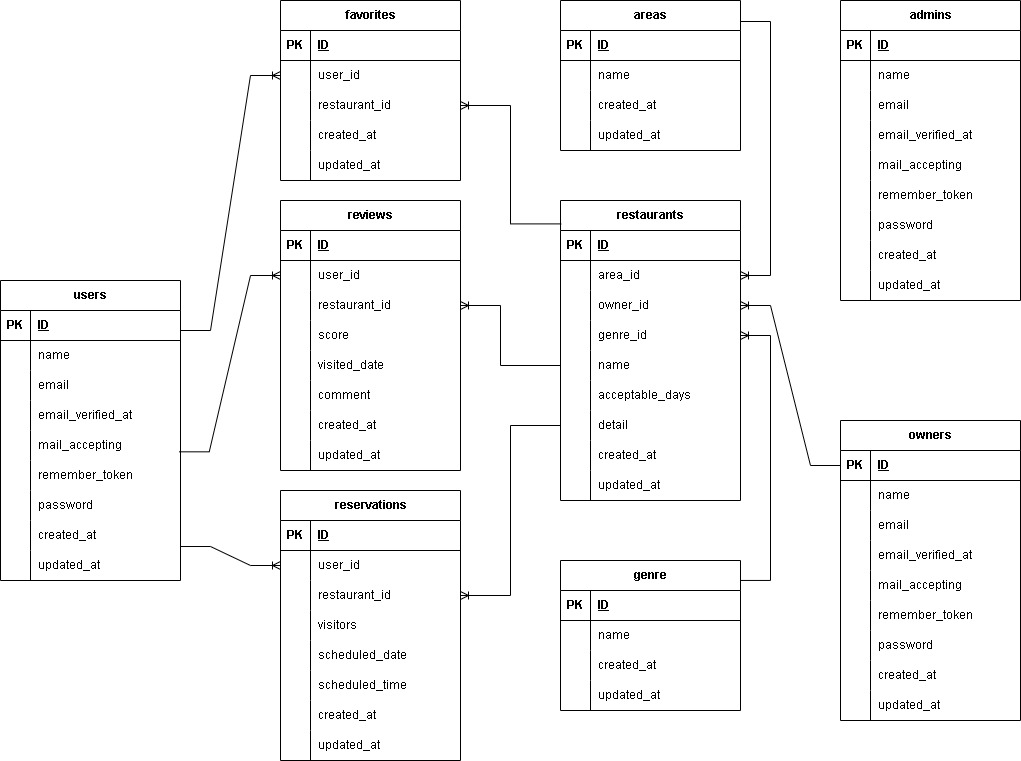 favorites
PK ID
user_id
restaurant_id
created_at
updated_at
areas
PK ID
name
created_at
updated_at
admins
PK ID
name
email
email_verified_at
mail_accepting
remember_token
password
created_at
updated_at
reviews
PK ID
user_id
restaurant_id
score
visited_date
comment
created_at
updated_at
restaurants
PK ID
area_id
owner_id
genre_id
name
acceptable_days
detail
created_at
updated_at
users
PK ID
name
email
email_verified_at
mail_accepting
remember_token
password
created_at
updated_at
owners
PK ID
name
email
email_verified_at
mail_accepting
remember_token
password
created_at
updated_at
reservations
PK ID
user_id
restaurant_id
visitors
scheduled_date
scheduled_time
created_at
updated_at
genre
PK ID
name
created_at
updated_at